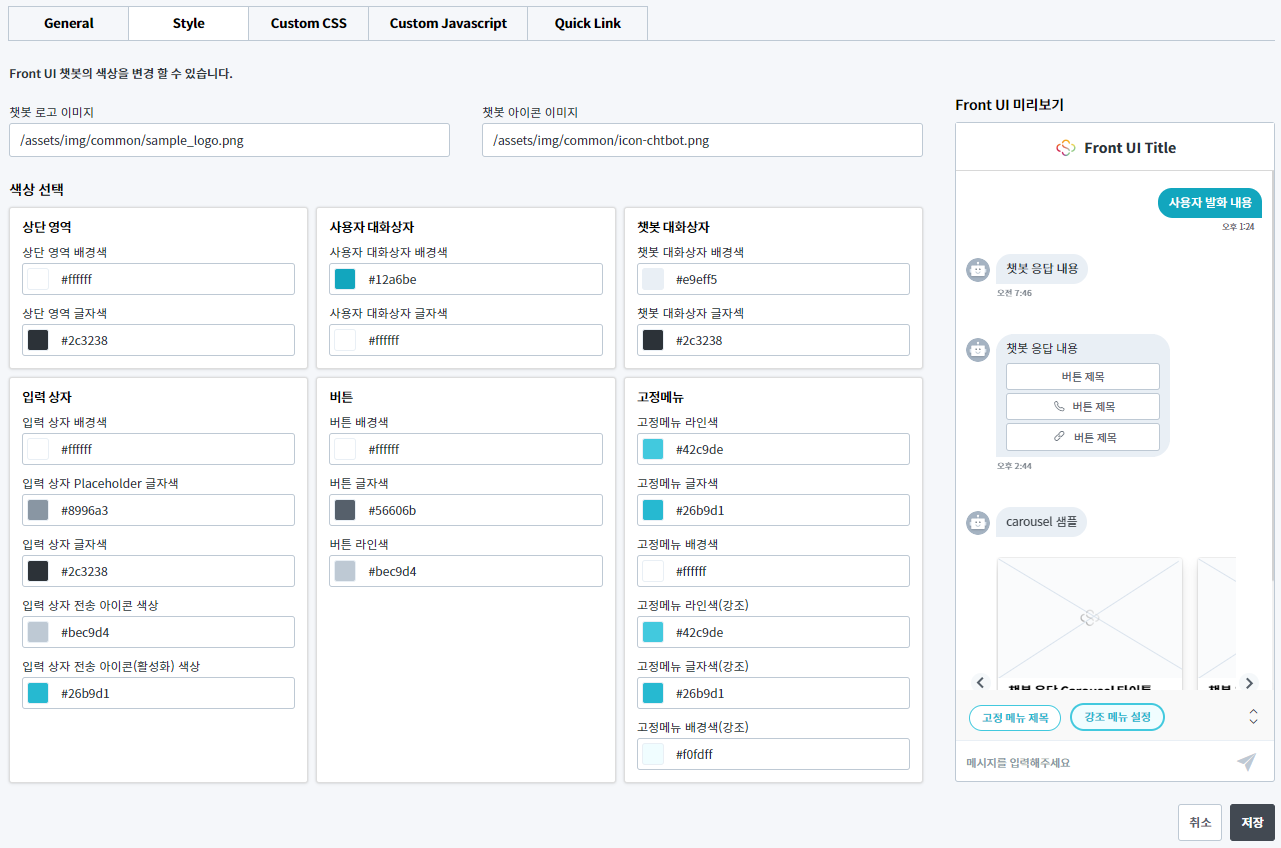 General
Style
Custom CSS
Custom Javascript
Quick Link
Front UI 챗봇의 색상을 변경 할 수 있습니다.
챗봇 로고 이미지
/assets/img/common/sample_logo.png
챗봇 아이콘 이미지
/assets/img/common/icon-chtbot.png
색상 선택
상단 영역
상단 영역 배경색
#ffffff
상단 영역 글자색
#2c3238
사용자 대화상자
사용자 대화상자 배경색
#12a6be
사용자 대화상자 글자색
#ffffff
챗봇 대화상자
챗봇 대화상자 배경색
#e9eff5
챗봇 대화상자 글자섹
#2c3238
입력 상자
입력 상자 배경색
#ffffff
입력 상자 Placeholder 글자색
#8996a3
입력 상자 글자색
#2c3238
입력 상자 전송 아이콘 색상
#bec9d4
입력 상자 전송 아이콘(활성화) 색상
#26b9d1
버튼
버튼 배경색
#ffffff
버튼 글자색
#56606b
버튼 라인색
#bec9d4
고정메뉴
고정메뉴 라인색
#42c9de
고정메뉴 글자색
#26b9d1
고정메뉴 배경색
#ffffff
고정메뉴 라인색(강조)
#42c9de
고정메뉴 글자색(강조)
#26b9d1
고정메뉴 배경색(강조)
#f0fdff
Front UI 미리보기
Front UI Title
사용자 발화 내용
오후 1:24
챗봇 응답 내용
오전 7:46
챗봇 응답 내용
버튼 제목
버튼 제목
버튼 제목
오후 2:44
carousel 샘플
챗봇 응답 Carousel 타이틀
챗봇
고정 메뉴 제목
강조 메뉴 설정
메시지를 입력해주세요
취소
저장